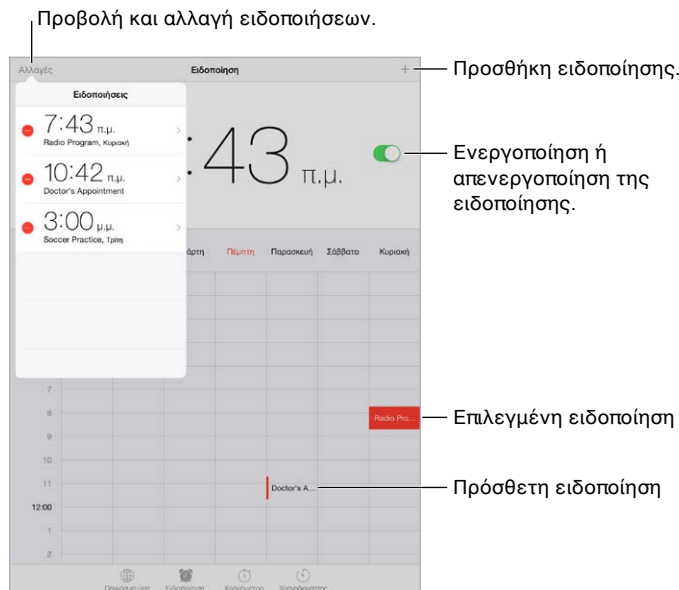 Προβολή και αλλαγή ειδοποιήσεων.
Αλλαγές
Ειδοποίηση
+
Προσθήκη ειδοποίησης.
Ειδοποιήσεις
7:43 π.μ.
Radio Program, Κυριακή
10:42 π.μ.
Doctor's Appointment
3:00 μ.μ.
Soccer Practice, Τρίτη
:43 π.μ.
Ενεργοποίηση ή
απενεργοποίηση της
ειδοποίησης.
άρτη Πέμπτη Παρασκευή Σάββατο Κυριακή
7
8
Radio Pro...
Επιλεγμένη ειδοποίηση
9
10
11
Doctor's A...
Πρόσθετη ειδοποίηση
12:00
1
2
Ειδοποίηση